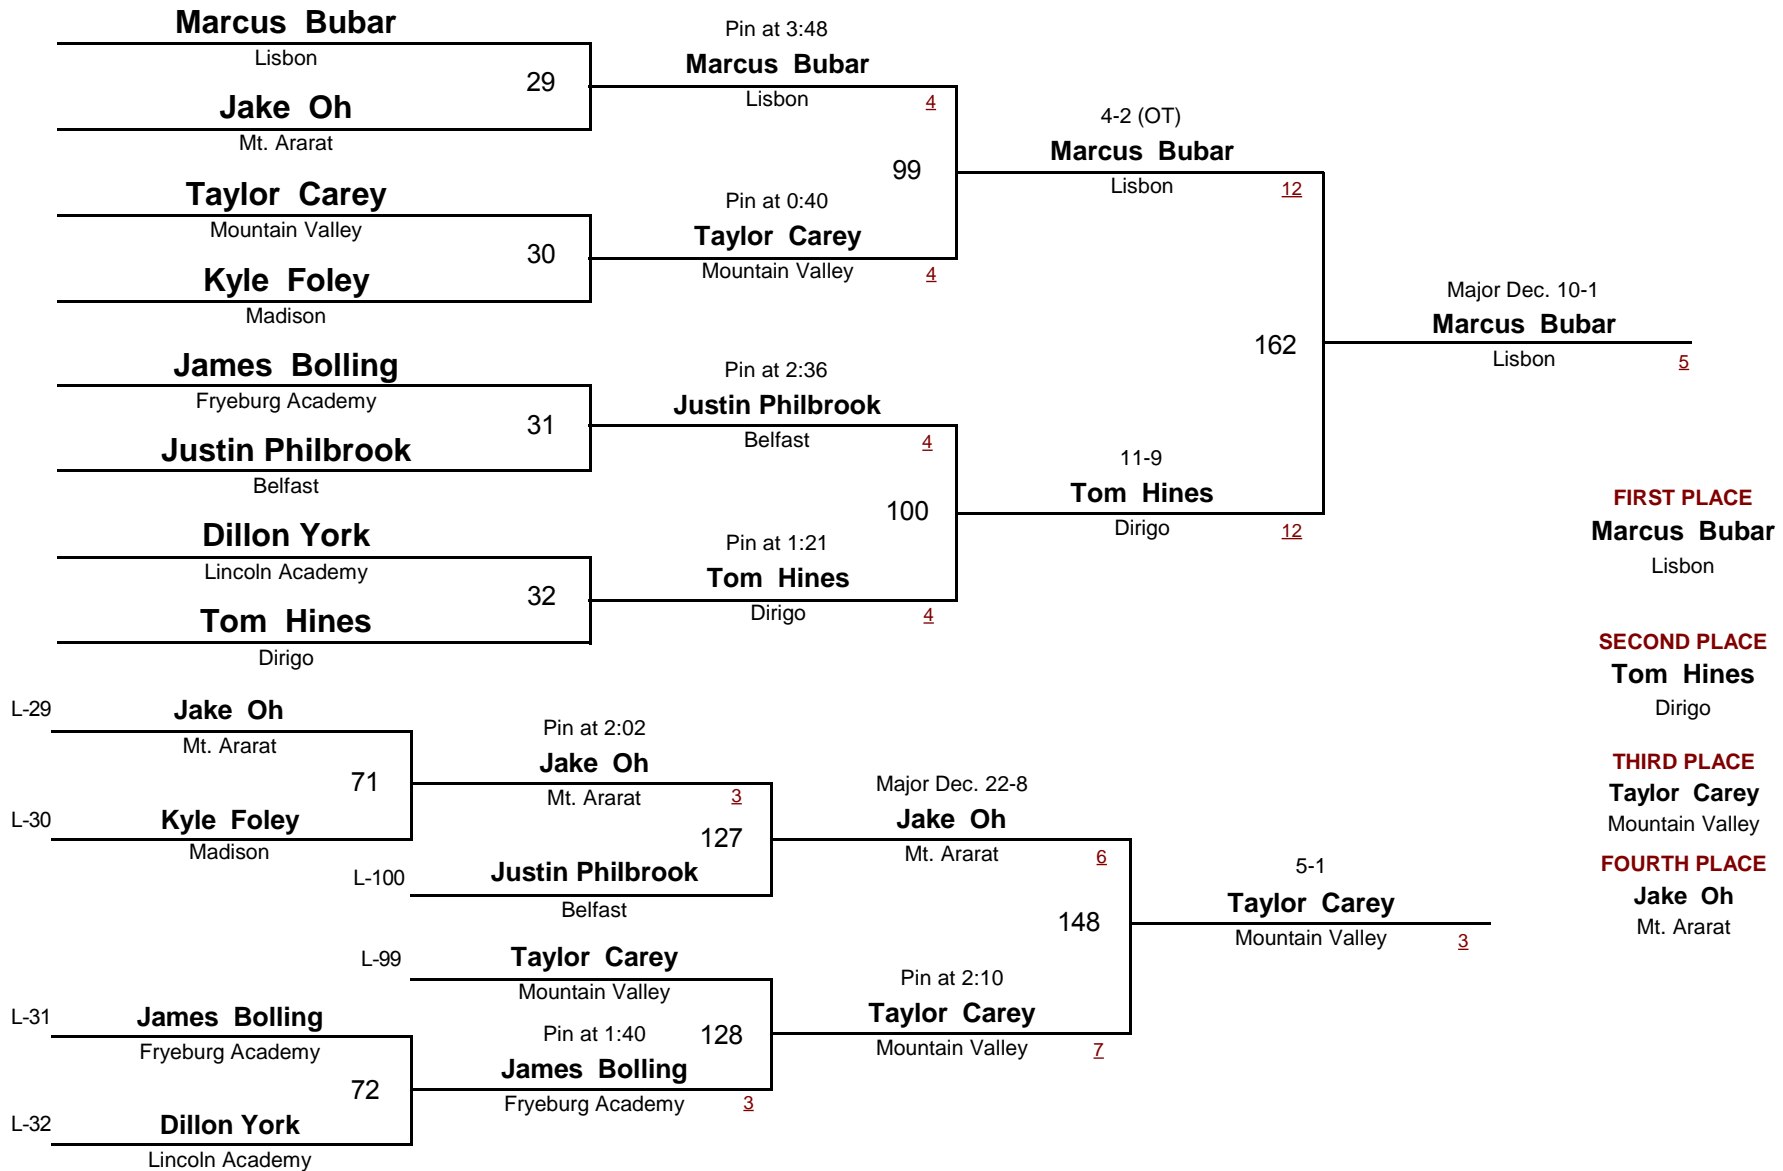 Marcus Bubar
Lisbon
29
Jake Oh
Mt. Ararat
Taylor Carey
Mountain Valley
30
Kyle Foley
Madison
James Bolling
Fryeburg Academy
31
Justin Philbrook
Belfast
Dillon York
Lincoln Academy
32
Tom Hines
Dirigo
Pin at 3:48
Marcus Bubar
Lisbon 4
99
Pin at 0:40
Taylor Carey
Mountain Valley 4
Pin at 2:36
Justin Philbrook
Belfast 4
100
Pin at 1:21
Tom Hines
Dirigo 4
4-2 (OT)
Marcus Bubar
Lisbon 12
162
11-9
Tom Hines
Dirigo 12
Major Dec. 10-1
Marcus Bubar
Lisbon 5
FIRST PLACE
Marcus Bubar
Lisbon
SECOND PLACE
Tom Hines
Dirigo
THIRD PLACE
Taylor Carey
Mountain Valley
FOURTH PLACE
Jake Oh
Mt. Ararat
L-29 Jake Oh
Mt. Ararat
71
L-30 Kyle Foley
Madison
L-31 James Bolling
Fryeburg Academy
72
L-32 Dillon York
Lincoln Academy
Pin at 2:02
Jake Oh
Mt. Ararat 3
127
L-100 Justin Philbrook
Belfast
L-99 Taylor Carey
Mountain Valley
Pin at 1:40 128
James Bolling
Fryeburg Academy 3
Major Dec. 22-8
Jake Oh
Mt. Ararat 6
148
Pin at 2:10
Taylor Carey
Mountain Valley 7
5-1
Taylor Carey
Mountain Valley 3